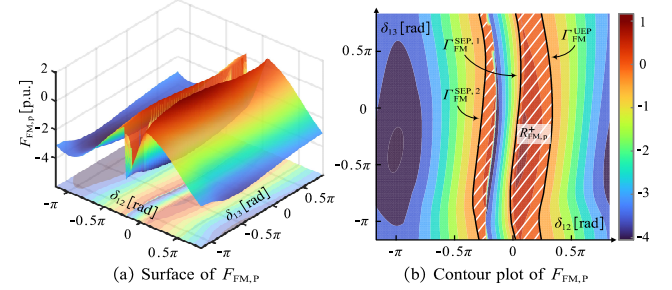 2
0
-2
-4
F_FM,p [p.u.]
-π
-0.5π
0
0.5π
δ12 [rad]
-π
-0.5π
0
0.5π
δ13 [rad]
(a) Surface of F_FM,P
δ13 [rad]
Γ_FM^SEP, 1
Γ_FM^UEP
Γ_FM^SEP, 2
R_FM,p^+
δ12 [rad]
0.5π
0
-0.5π
-π
-π
-0.5π
0
0.5π
1
0
-1
-2
-3
-4
(b) Contour plot of F_FM,P